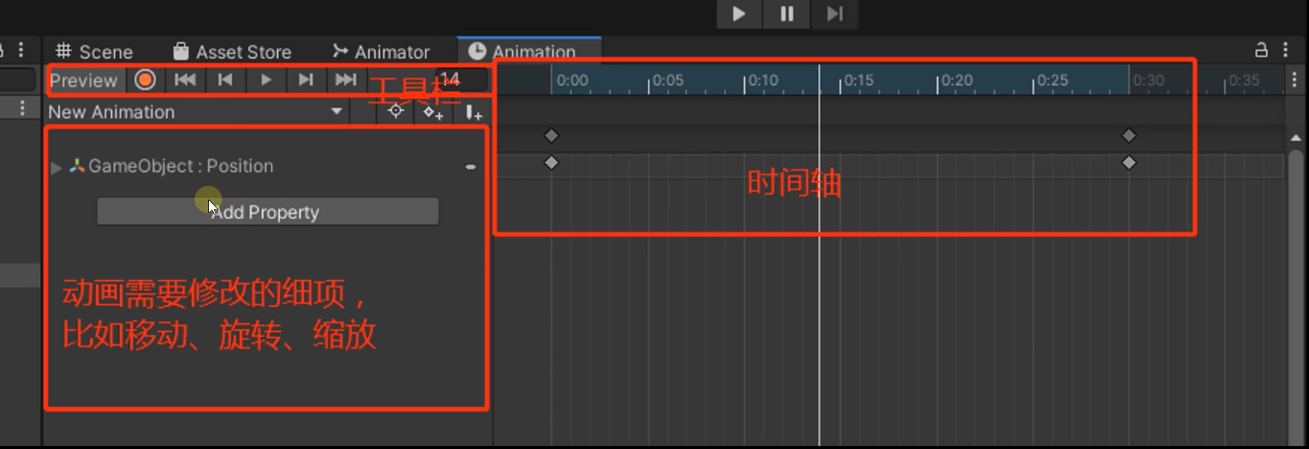 Scene
Asset Store
Animator
Animation
Preview
工具栏
14
0:00
0:05
0:10
0:15
0:20
0:25
0:30
0:35
New Animation
GameObject : Position
时间轴
Add Property
动画需要修改的细项，
比如移动、旋转、缩放